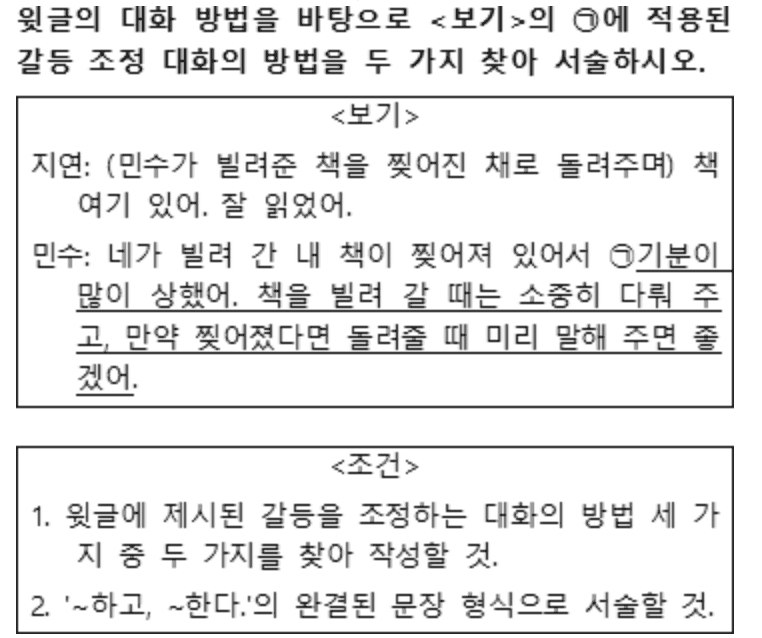 윗글의 대화 방법을 바탕으로 <보기>의 ㉠에 적용된
갈등 조정 대화의 방법을 두 가지 찾아 서술하시오.
<보기>
지연: (민수가 빌려준 책을 찢어진 채로 돌려주며) 책
여기 있어. 잘 읽었어.
민수: 네가 빌려 간 내 책이 찢어져 있어서 ㉠기분이
많이 상했어. 책을 빌려 갈 때는 소중히 다뤄 주
고, 만약 찢어졌다면 돌려줄 때 미리 말해 주면 좋
겠어.
<조건>
1. 윗글에 제시된 갈등을 조정하는 대화의 방법 세 가
지 중 두 가지를 찾아 작성할 것.
2. '~하고, ~한다.'의 완결된 문장 형식으로 서술할 것.